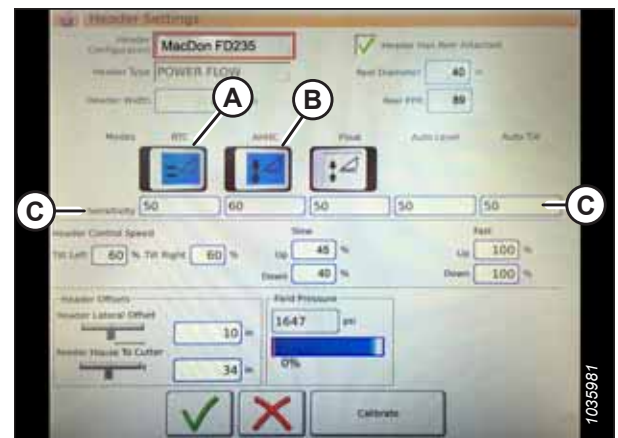 Header Settings
Header Configuration MacDon FD235 Header Has Reel Attached
Header Type POWER FLOW Reel Diameter 40 in
Header Width Reel PPR 89
A B
Modes RTC AHHC Float Auto Level Auto Tilt
C Sensitivity 50 60 50 50 50 C
Header Control Speed Slow Fast
Tilt Left 60 % Tilt Right 60 % Up 45 % Up 100 %
Down 40 % Down 100 %
Header Offsets Field Pressure
Header Lateral Offset 1647 psi
10 in
Feeder House To Cutter
34 in 0%
Calibrate
1035981